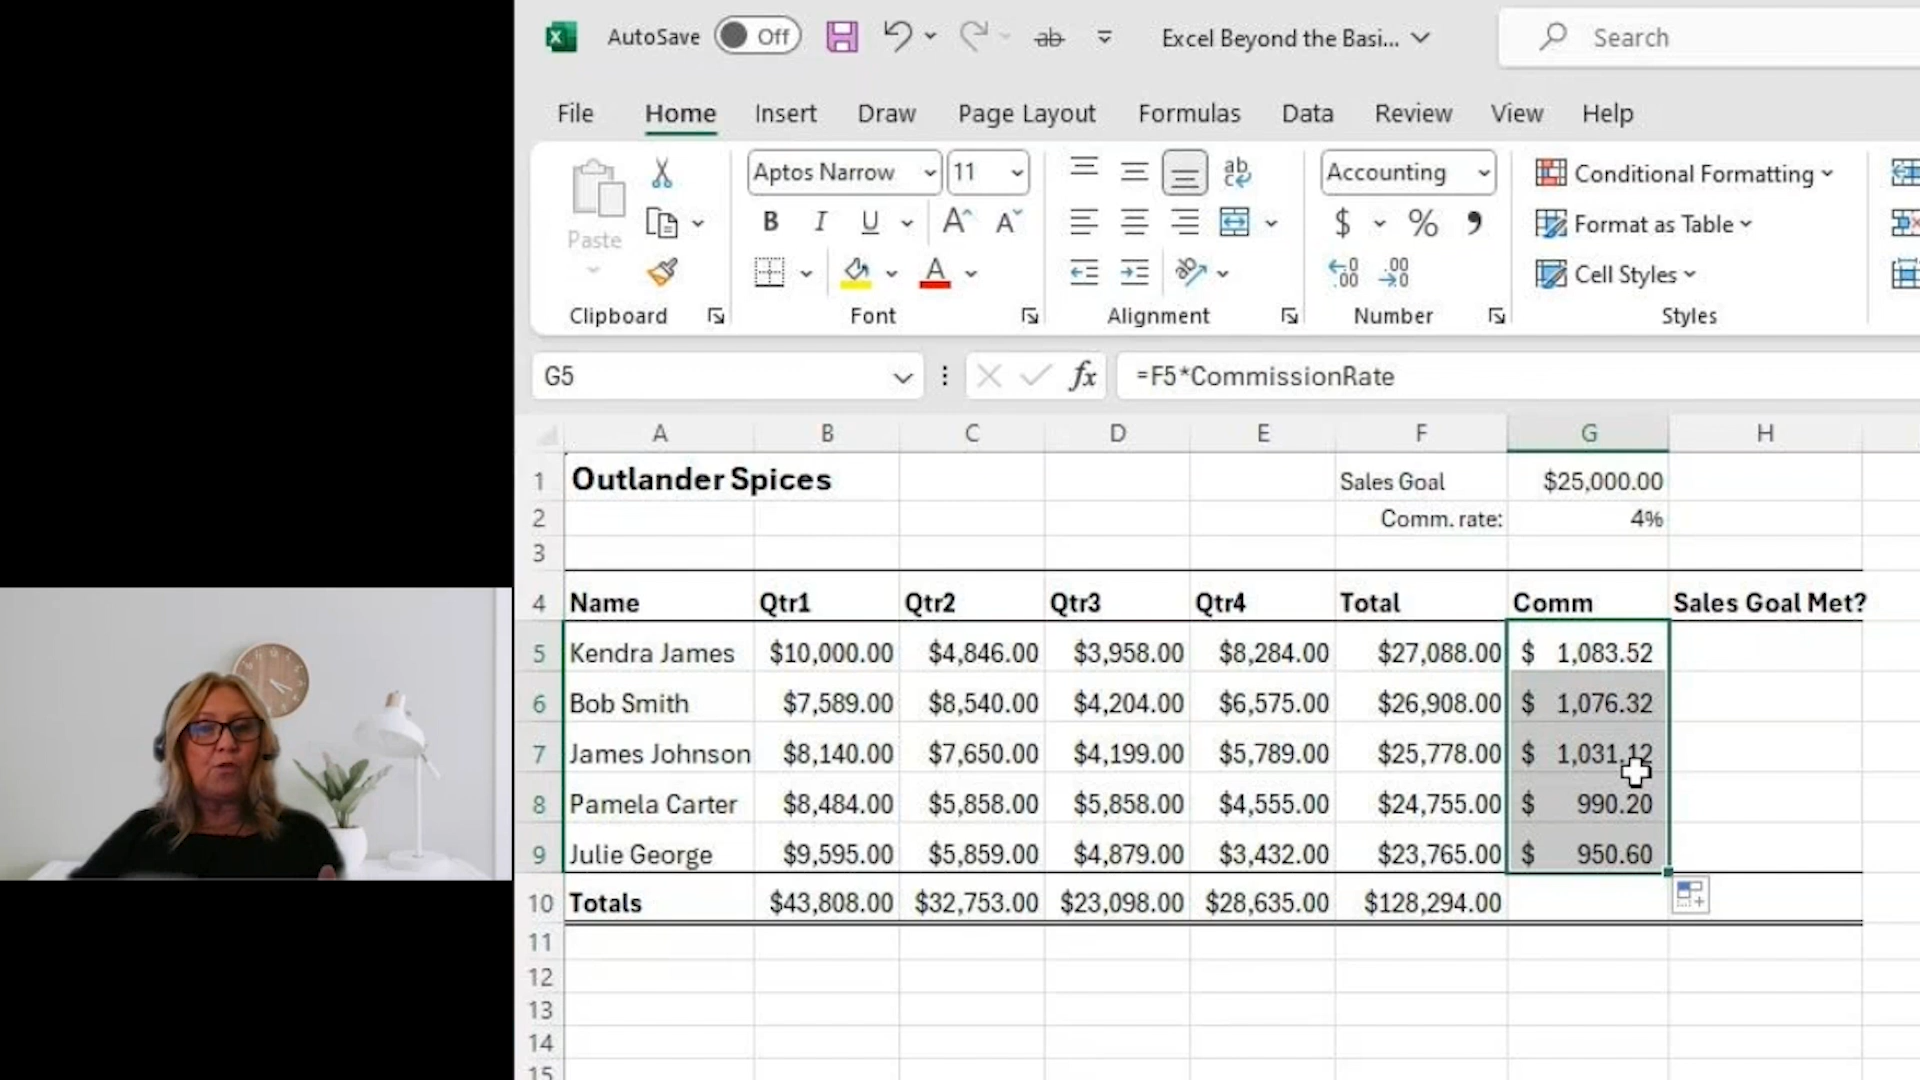 AutoSave Off Excel Beyond the Basi... Search
File Home Insert Draw Page Layout Formulas Data Review View Help
Paste
Clipboard
Aptos Narrow 11
B I U
Font
Alignment
Accounting
$ % ,
Number
Conditional Formatting
Format as Table
Cell Styles
Styles
G5 fx =F5*CommissionRate
A B C D E F G H
1 Outlander Spices Sales Goal $25,000.00
2 Comm. rate: 4%
3
4 Name Qtr1 Qtr2 Qtr3 Qtr4 Total Comm Sales Goal Met?
5 Kendra James $10,000.00 $4,846.00 $3,958.00 $8,284.00 $27,088.00 $ 1,083.52
6 Bob Smith $7,589.00 $8,540.00 $4,204.00 $6,575.00 $26,908.00 $ 1,076.32
7 James Johnson $8,140.00 $7,650.00 $4,199.00 $5,789.00 $25,778.00 $ 1,031.12
8 Pamela Carter $8,484.00 $5,858.00 $5,858.00 $4,555.00 $24,755.00 $ 990.20
9 Julie George $9,595.00 $5,859.00 $4,879.00 $3,432.00 $23,765.00 $ 950.60
10 Totals $43,808.00 $32,753.00 $23,098.00 $28,635.00 $128,294.00
11
12
13
14
15